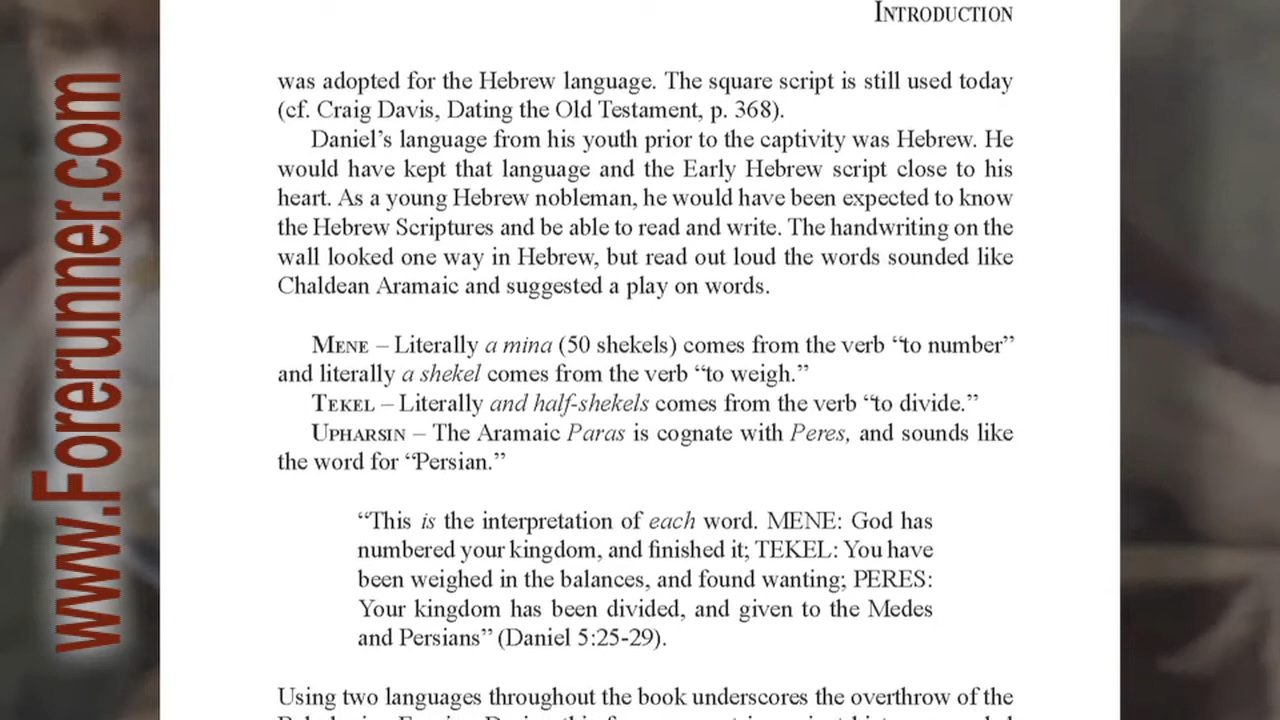 www.Forerunner.com
INTRODUCTION
was adopted for the Hebrew language. The square script is still used today
(cf. Craig Davis, Dating the Old Testament, p. 368).
Daniel’s language from his youth prior to the captivity was Hebrew. He
would have kept that language and the Early Hebrew script close to his
heart. As a young Hebrew nobleman, he would have been expected to know
the Hebrew Scriptures and be able to read and write. The handwriting on the
wall looked one way in Hebrew, but read out loud the words sounded like
Chaldean Aramaic and suggested a play on words.
MENE – Literally a mina (50 shekels) comes from the verb “to number”
and literally a shekel comes from the verb “to weigh.”
TEKEL – Literally and half-shekels comes from the verb “to divide.”
UPHARSIN – The Aramaic Paras is cognate with Peres, and sounds like
the word for “Persian.”
“This is the interpretation of each word. MENE: God has
numbered your kingdom, and finished it; TEKEL: You have
been weighed in the balances, and found wanting; PERES:
Your kingdom has been divided, and given to the Medes
and Persians” (Daniel 5:25-29).
Using two languages throughout the book underscores the overthrow of the